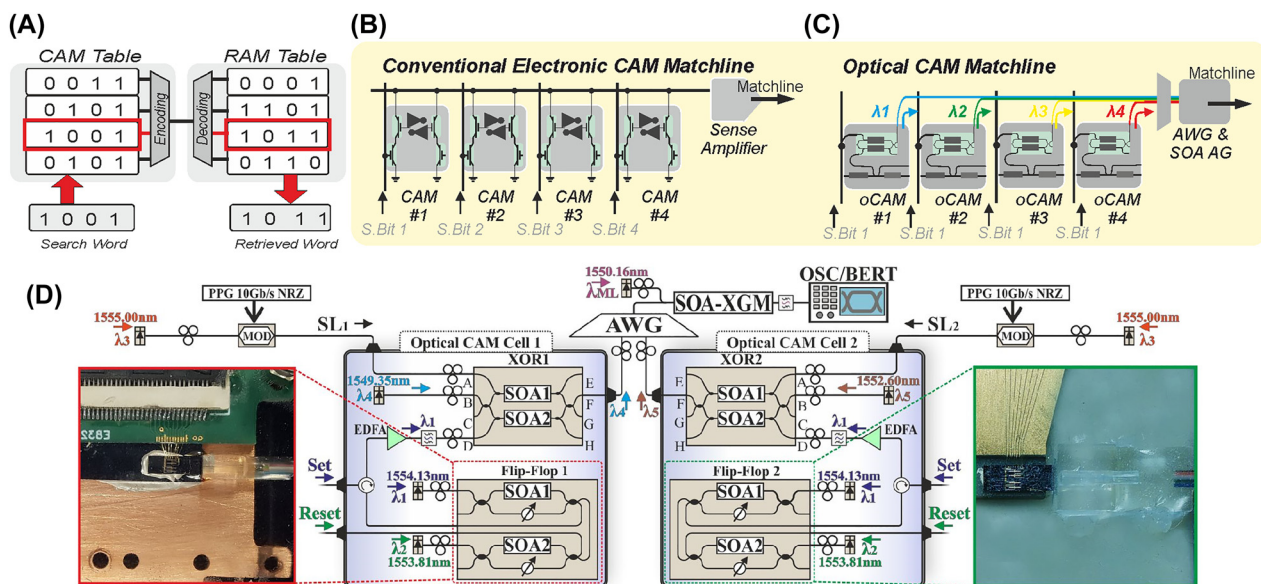 (A)
CAM Table
0 0 1 1
0 1 0 1
1 0 0 1
0 1 0 1
Encoding
Decoding
RAM Table
0 0 0 1
1 1 0 1
1 0 1 1
0 1 1 0
1 0 0 1
Search Word
1 0 1 1
Retrieved Word
(B)
Conventional Electronic CAM Matchline
Matchline
Sense
Amplifier
CAM
#1
CAM
#2
CAM
#3
CAM
#4
S.Bit 1
S.Bit 2
S.Bit 3
S.Bit 4
(C)
Optical CAM Matchline
Matchline
λ1
λ2
λ3
λ4
AWG &
SOA AG
oCAM
#1
oCAM
#2
oCAM
#3
oCAM
#4
S.Bit 1
S.Bit 1
S.Bit 1
S.Bit 1
(D)
PPG 10Gb/s NRZ
1555.00nm
λ3
MOD
SL1
1550.16nm
λML
SOA-XGM
OSC/BERT
AWG
SL2
PPG 10Gb/s NRZ
MOD
1555.00nm
λ3
Optical CAM Cell 1
XOR1
1549.35nm
λ4
A
B
C
D
SOA1
SOA2
E
F
G
H
λ4
λ5
EDFA
λ1
Set
Reset
Flip-Flop 1
1554.13nm
λ1
SOA1
SOA2
λ2
1553.81nm
Optical CAM Cell 2
XOR2
E
F
G
H
SOA1
SOA2
A
B
C
D
1552.60nm
λ5
λ1
EDFA
Set
Reset
Flip-Flop 2
SOA1
SOA2
1554.13nm
λ1
λ2
1553.81nm
E832